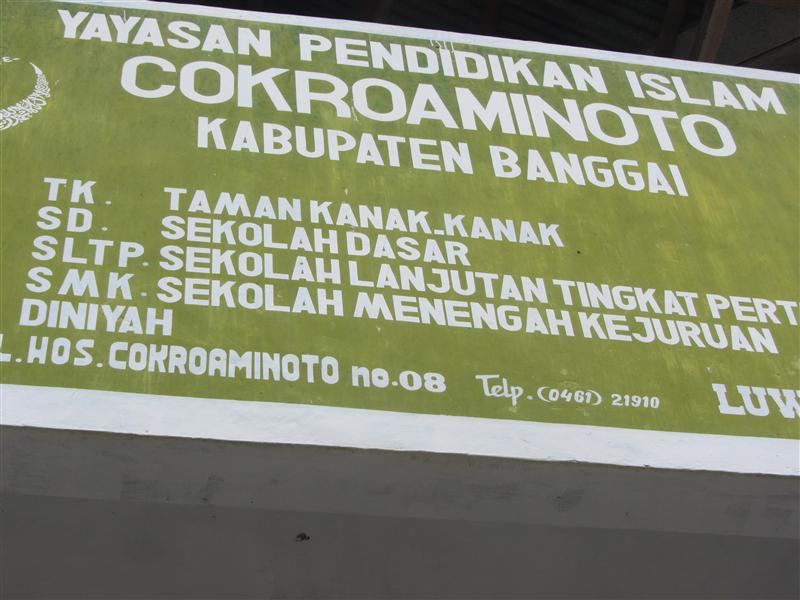 YAYASAN PENDIDIKAN ISLAM
COKROAMINOTO
KABUPATEN BANGGAI
TK. TAMAN KANAK-KANAK
SD. SEKOLAH DASAR
SLTP. SEKOLAH LANJUTAN TINGKAT PERT
SMK. SEKOLAH MENENGAH KEJURUAN
DINIYAH
L. HOS. COKROAMINOTO no. 08 Telp. (0461) 21910 LUW